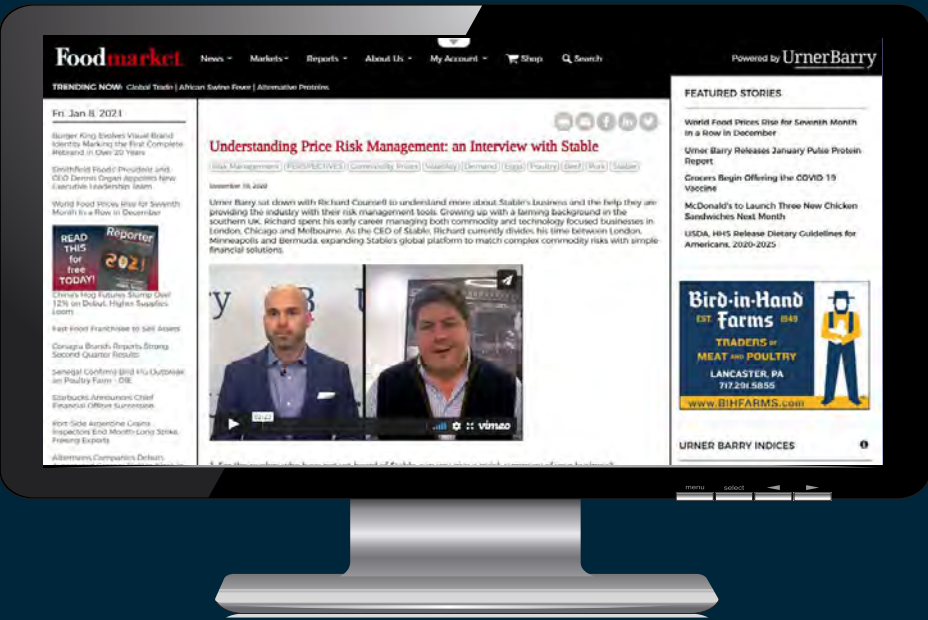 Foodmarket
News
Markets
Reports
About Us
My Account
Shop
Search
Powered by UrnerBarry
TRENDING NOW: Global Trade | African Swine Fever | Alternative Proteins
Fri. Jan 8, 2021
Burger King Evolves Visual Brand
Identity Marking the First Complete
Rebrand in Over 20 Years
Smithfield Foods' President and
CEO Dennis Organ Appoints New
Executive Leadership Team
World Food Prices Rise for Seventh
Month in a Row in December
READ
THIS
for
free
TODAY!
Reporter
2021
China's Hog Futures Slump Over
12% on Debut, Higher Supplies
Loom
Fast Food Franchisee to Sell Assets
Conagra Brands Reports Strong
Second Quarter Results
Senegal Confirms Bird Flu Outbreak
on Poultry Farm - OIE
Starbucks Announces Chief
Financial Officer Succession
Port-Side Argentine Grains
Inspectors End Month-Long Strike,
Freeing Exports
Albertsons Companies Debuts
Understanding Price Risk Management: an Interview with Stable
Risk Management
PERSPECTIVES
Commodity Prices
Volatility
Demand
Eggs
Poultry
Beef
Pork
Stable
Urner Barry sat down with Richard Counsell to understand more about Stable's business and the help they are
providing the industry with their risk management tools. Growing up with a farming background in the
southern UK, Richard spent his early career managing both commodity and technology focused businesses in
London, Chicago and Melbourne. As the CEO of Stable, Richard currently divides his time between London,
Minneapolis and Bermuda, expanding Stable's global platform to match complex commodity risks with simple
financial solutions.
vimeo
FEATURED STORIES
World Food Prices Rise for Seventh Month
in a Row in December
Urner Barry Releases January Pulse Protein
Report
Grocers Begin Offering the COVID-19
Vaccine
McDonald's to Launch Three New Chicken
Sandwiches Next Month
USDA, HHS Release Dietary Guidelines for
Americans, 2020-2025
Bird-in-Hand
EST. Farms 1949
TRADERS OF
MEAT AND POULTRY
LANCASTER, PA
717.291.5855
www.BIHFARMS.com
URNER BARRY INDICES
menu
select